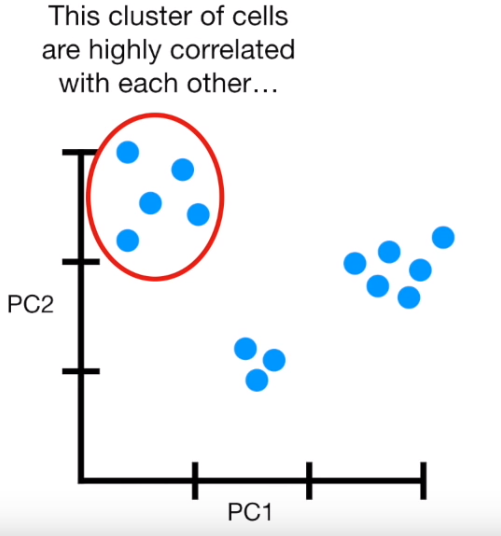 This cluster of cells
are highly correlated
with each other...
PC2
PC1